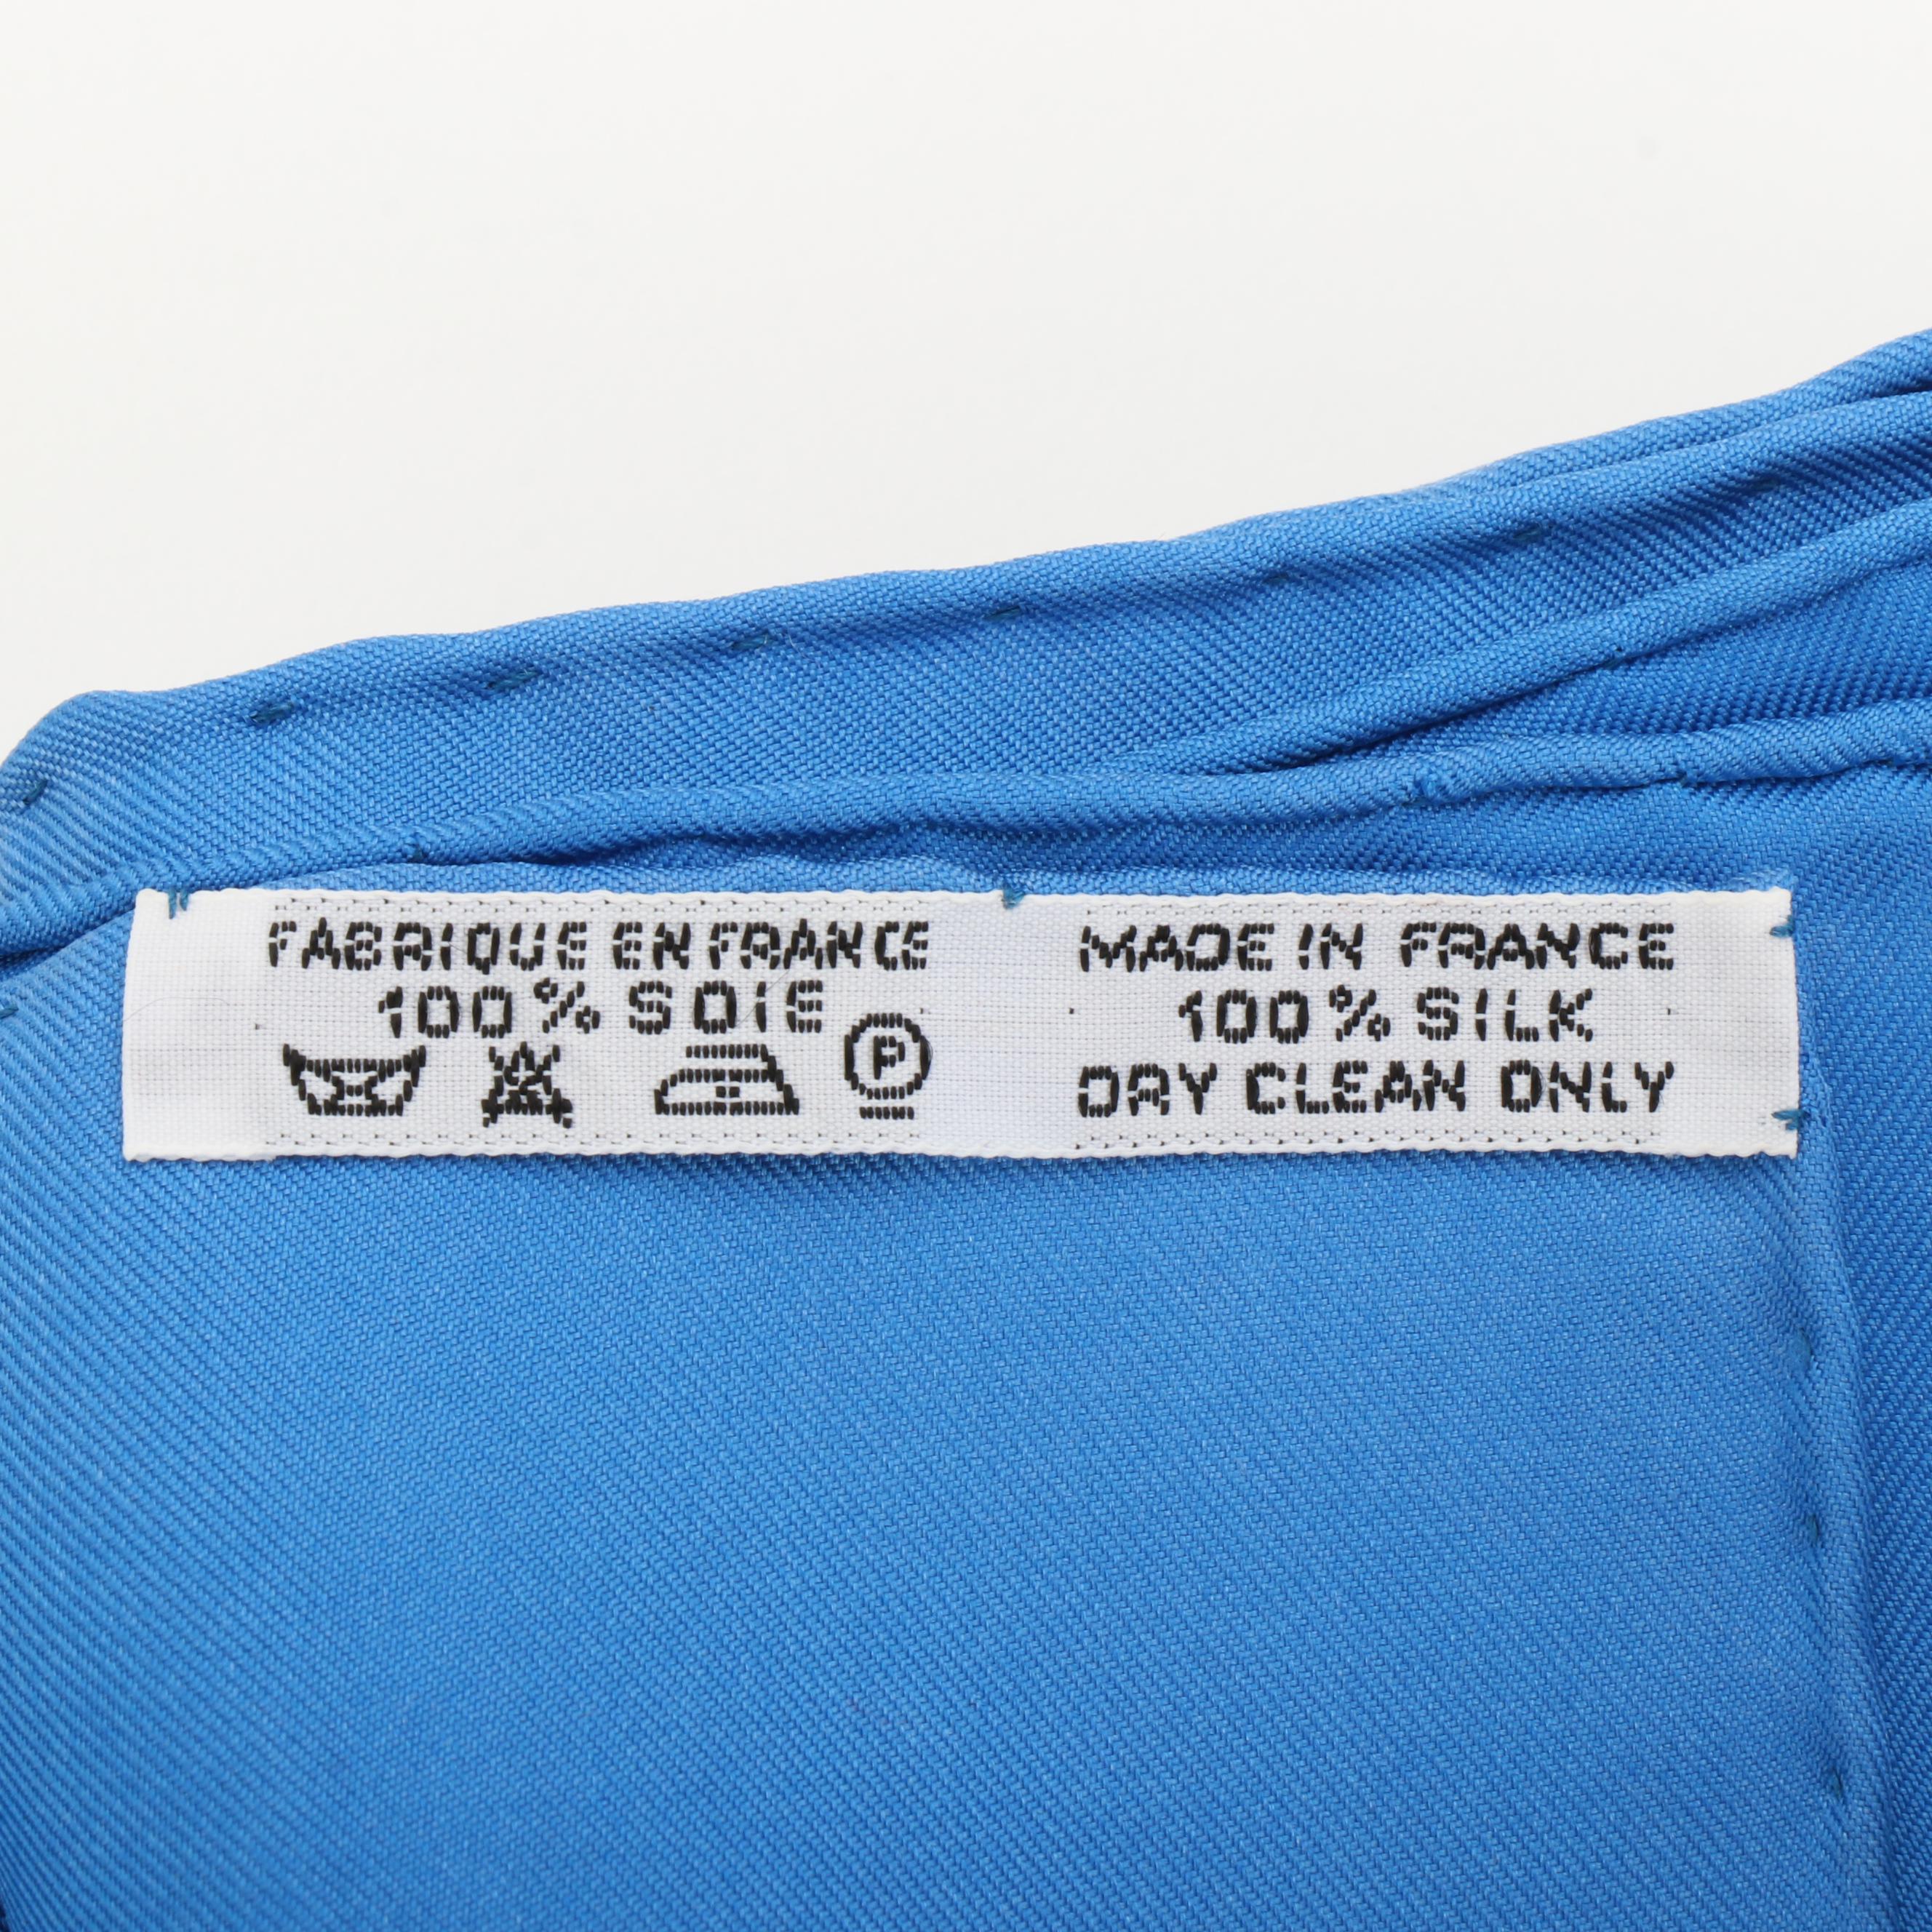 FABRIQUE EN FRANCE
100% SOIE
P
MADE IN FRANCE
100% SILK
DRY CLEAN ONLY